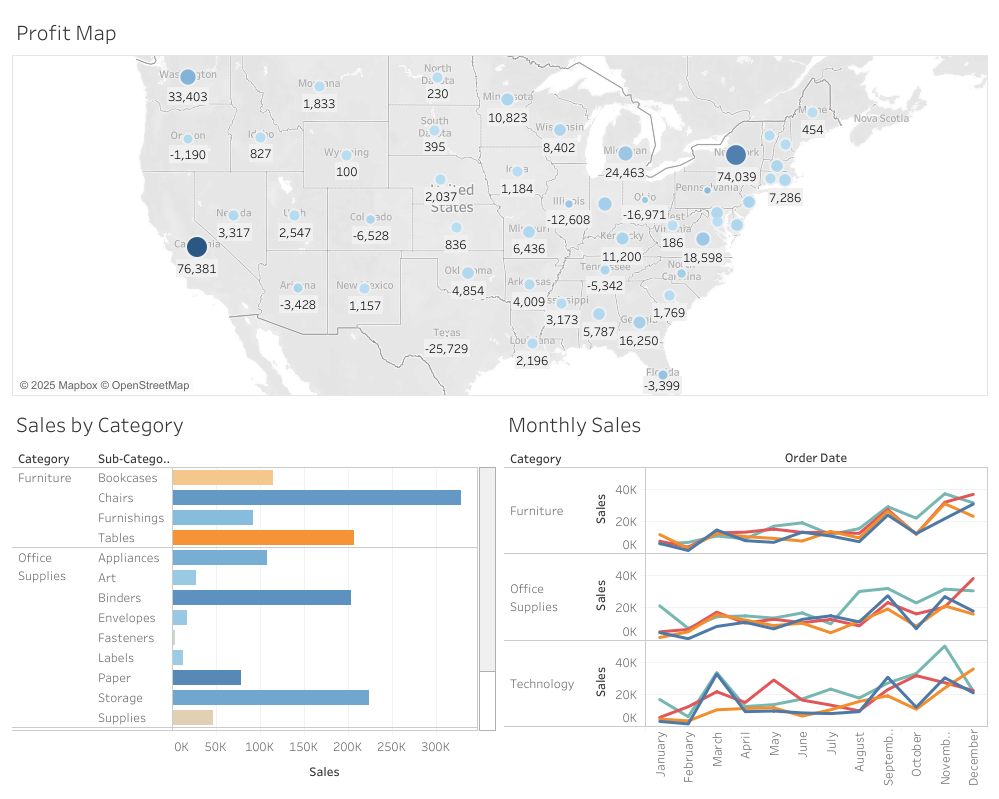 Profit Map
Washington
33,403
Montana
1,833
North
Dakota
230
Minnesota
10,823
Maine
454
Nova Scotia
Oregon
-1,190
Idaho
827
Wyoming
100
South
Dakota
395
Wisconsin
8,402
Michigan
24,463
New York
74,039
Iowa
1,184
Pennsylvania
7,286
United
States
2,037
Illinois
-12,608
Ohio
-16,971
Nevada
3,317
Utah
2,547
Colorado
-6,528
836
Missouri
6,436
Kentucky
11,200
West
Virginia
186
18,598
California
76,381
Arizona
-3,428
New Mexico
1,157
Oklahoma
4,854
Arkansas
4,009
Tennessee
-5,342
North
Carolina
1,769
Mississippi
3,173
5,787
Georgia
16,250
Texas
-25,729
Louisiana
2,196
Florida
-3,399
© 2025 Mapbox © OpenStreetMap
Sales by Category
Category Sub-Catego..
Furniture Bookcases
Chairs
Furnishings
Tables
Office
Supplies
Appliances
Art
Binders
Envelopes
Fasteners
Labels
Paper
Storage
Supplies
0K 50K 100K 150K 200K 250K 300K
Sales
Monthly Sales
Category Order Date
Furniture
Sales
40K
20K
0K
Office
Supplies
Sales
40K
20K
0K
Technology
Sales
40K
20K
0K
January
February
March
April
May
June
July
August
Septemb..
October
Novemb..
December